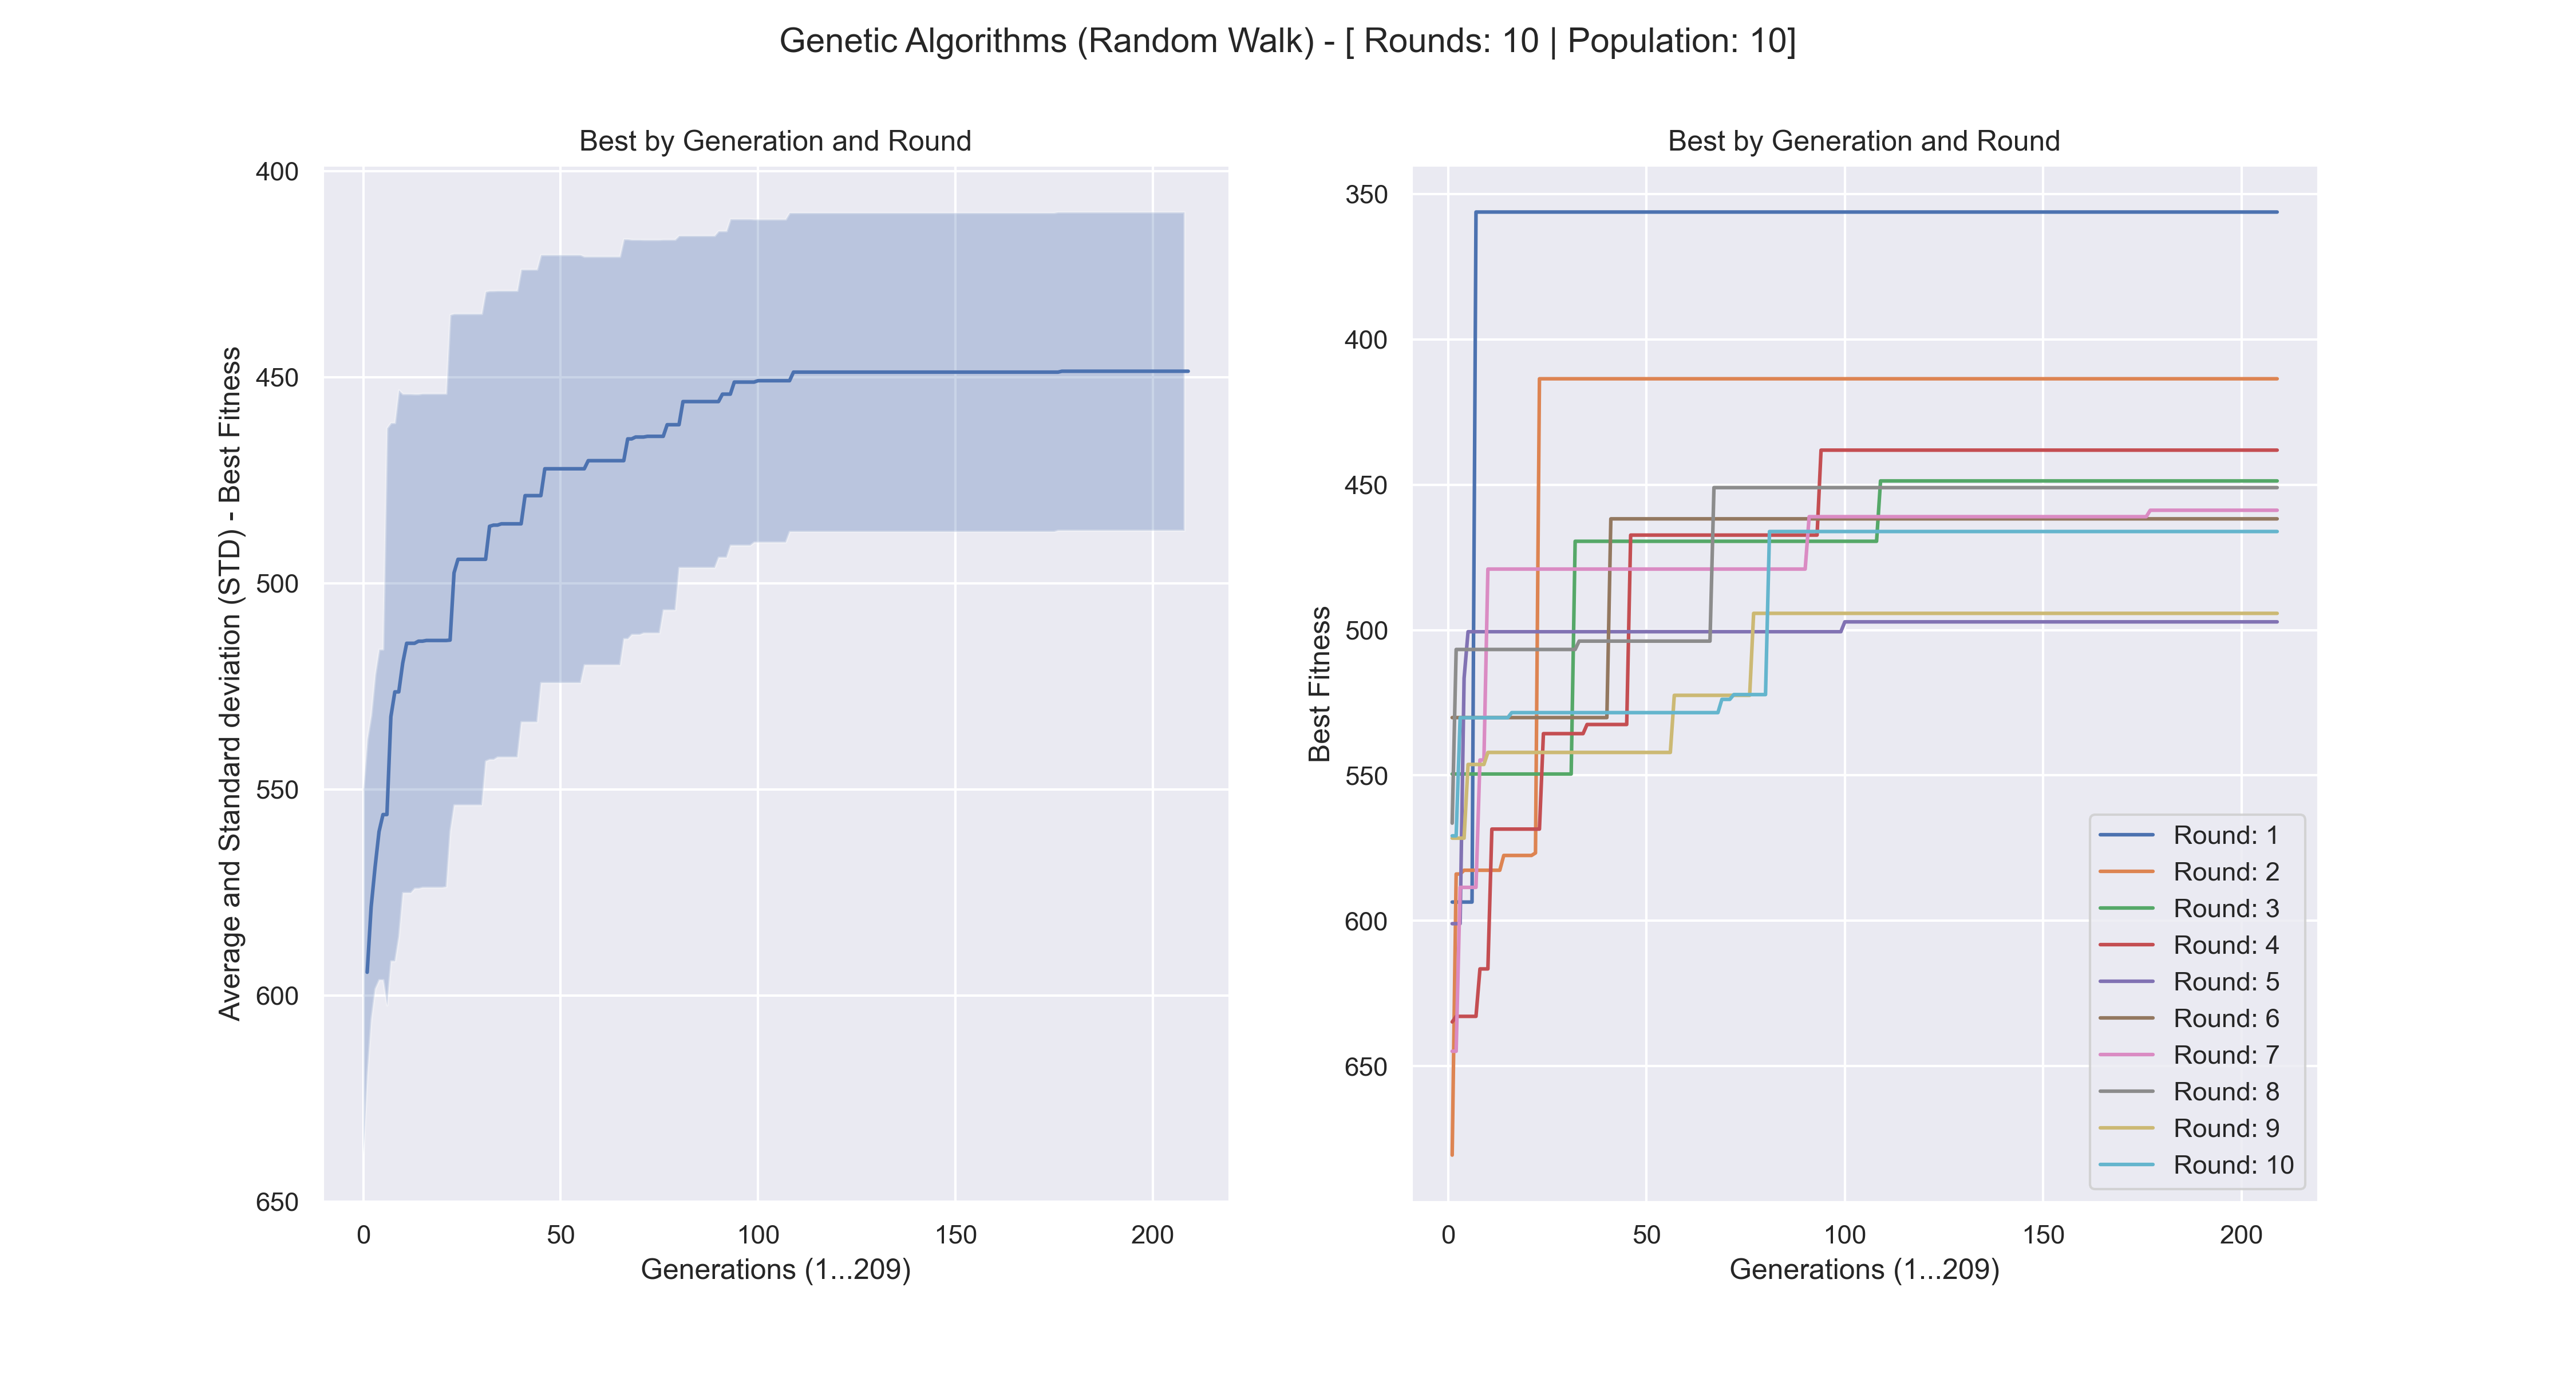 Genetic Algorithms (Random Walk) - [ Rounds: 10 | Population: 10]
Best by Generation and Round
400
450
500
550
600
650
Average and Standard deviation (STD) - Best Fitness
0 50 100 150 200
Generations (1...209)
Best by Generation and Round
350
400
450
500
550
600
650
Best Fitness
0 50 100 150 200
Generations (1...209)
Round: 1
Round: 2
Round: 3
Round: 4
Round: 5
Round: 6
Round: 7
Round: 8
Round: 9
Round: 10